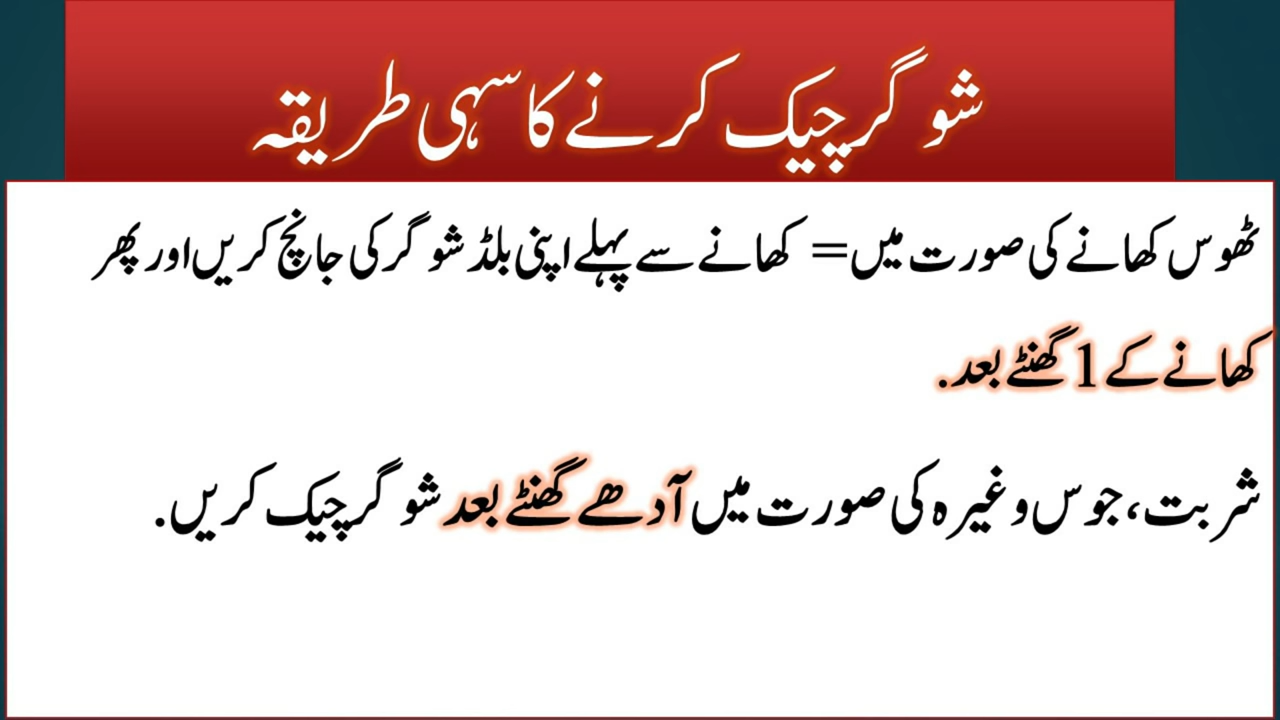 شوگر چیک کرنے کا سہی طریقہ
ٹھوس کھانے کی صورت میں= کھانے سے پہلے اپنی بلڈ شوگر کی جانچ کریں اور پھر
کھانے کے 1 گھنٹے بعد.
شربت، جوس وغیرہ کی صورت میں آدھے گھنٹے بعد شوگر چیک کریں.